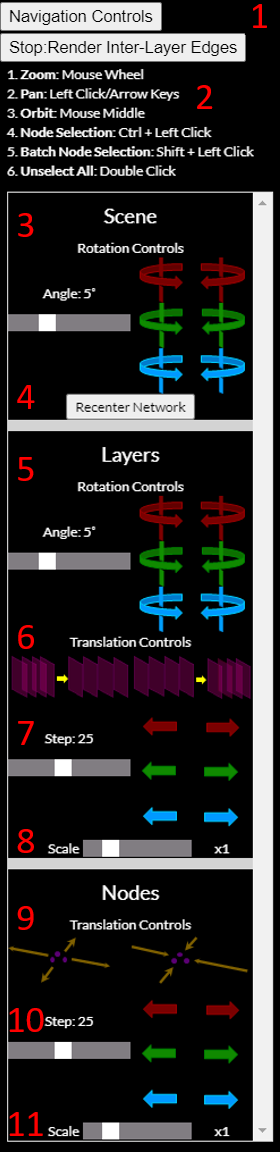 Navigation Controls 1
Stop:Render Inter-Layer Edges
1. Zoom: Mouse Wheel
2. Pan: Left Click/Arrow Keys 2
3. Orbit: Mouse Middle
4. Node Selection: Ctrl + Left Click
5. Batch Node Selection: Shift + Left Click
6. Unselect All: Double Click
3 Scene
Rotation Controls
Angle: 5°
4 Recenter Network
5 Layers
Rotation Controls
Angle: 5°
6 Translation Controls
7 Step: 25
8 Scale x1
Nodes
9 Translation Controls
10 Step: 25
11 Scale x1